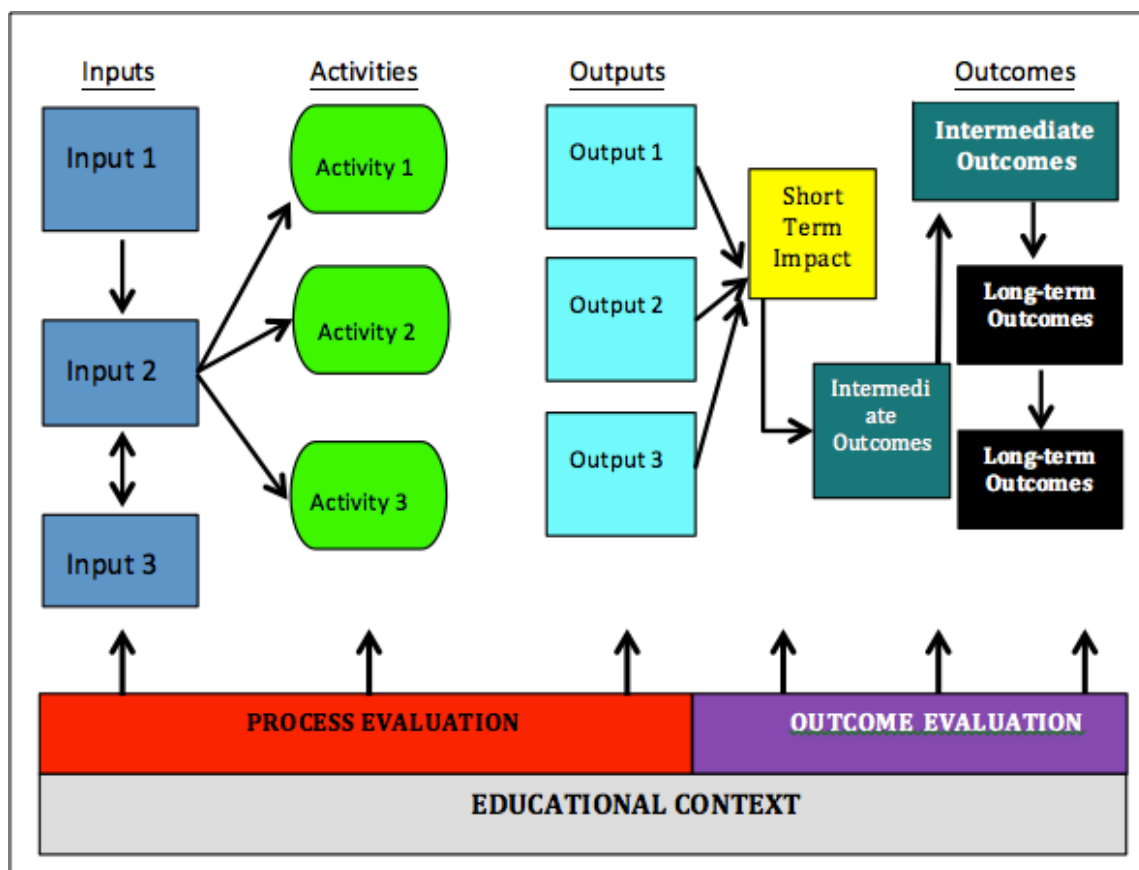 Inputs
Activities
Outputs
Outcomes
Input 1
Input 2
Input 3
Activity 1
Activity 2
Activity 3
Output 1
Output 2
Output 3
Short
Term
Impact
Intermedi
ate
Outcomes
Intermediate
Outcomes
Long-term
Outcomes
Long-term
Outcomes
PROCESS EVALUATION
OUTCOME EVALUATION
EDUCATIONAL CONTEXT